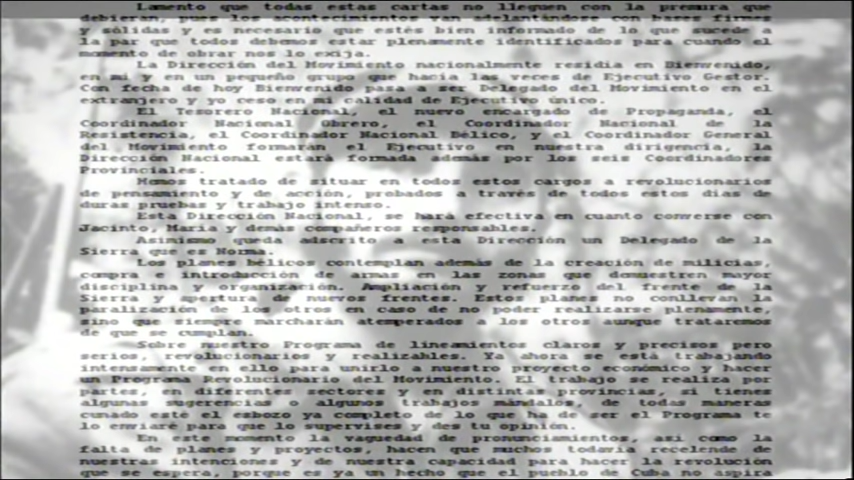 Lamento que todas estas cartas no lleguen con la premura que
debieran, pues los acontecimientos van adelantándose con bases firmes
y sólidas y es necesario que estés bien informado de lo que sucede a
la par que todos debemos estar plenamente identificados para cuando el
momento de obrar nos lo exija.
La Dirección del Movimiento nacionalmente residía en Bienvenido,
en mí y en un pequeño grupo que hacía las veces de Ejecutivo Gestor.
Con fecha de hoy Bienvenido pasa a ser Delegado del Movimiento en el
extranjero y yo ceso en mi calidad de Ejecutivo único.
El Tesorero Nacional, el nuevo encargado de Propaganda, el
Coordinador Nacional Obrero, el Coordinador Nacional de la
Resistencia, el Coordinador Nacional Bélico, y el Coordinador General
del Movimiento formarán el Ejecutivo en nuestra dirigencia, la
Dirección Nacional estará formada además por los seis Coordinadores
Provinciales.
Hemos tratado de situar en todos estos cargos a revolucionarios
de pensamiento y de acción, probados a través de todos estos días de
duras pruebas y trabajo intenso.
Esta Dirección Nacional, se hará efectiva en cuanto converse con
Jacinto, María y demás compañeros responsables.
Asimismo queda adscrito a esta Dirección un Delegado de la
Sierra que es Norma.
Los planes bélicos contemplan además de la creación de milicias,
compra e introducción de armas en las zonas que demuestren mayor
disciplina y organización. Ampliación y refuerzo del frente de la
Sierra y apertura de nuevos frentes. Estos planes no conllevan la
paralización de los otros en caso de no poder realizarse plenamente,
sino que siempre marcharán atemperados a los otros aunque trataremos
de que se cumplan.
Sobre nuestro Programa de lineamientos claros y precisos pero
serios, revolucionarios y realizables. Ya ahora se está trabajando
intensamente en ello para unirlo a nuestro proyecto económico y hacer
un Programa Revolucionario del Movimiento. El trabajo se realiza por
partes, en diferentes sectores y en distintas provincias, si tienes
algunas sugerencias o algunos trabajos mándalos, de todas maneras
cunado este el esbozo ya completo de lo que ha de ser el Programa te
lo enviaré para que lo supervises y des tu opinión.
En este momento la vaguedad de pronunciamientos, así como la
falta de planes y proyectos, hacen que muchos todavía recelende de
nuestras intenciones y de nuestra capacidad para hacer la revolución
que se espera, porque es ya un hecho que el pueblo de Cuba no aspira